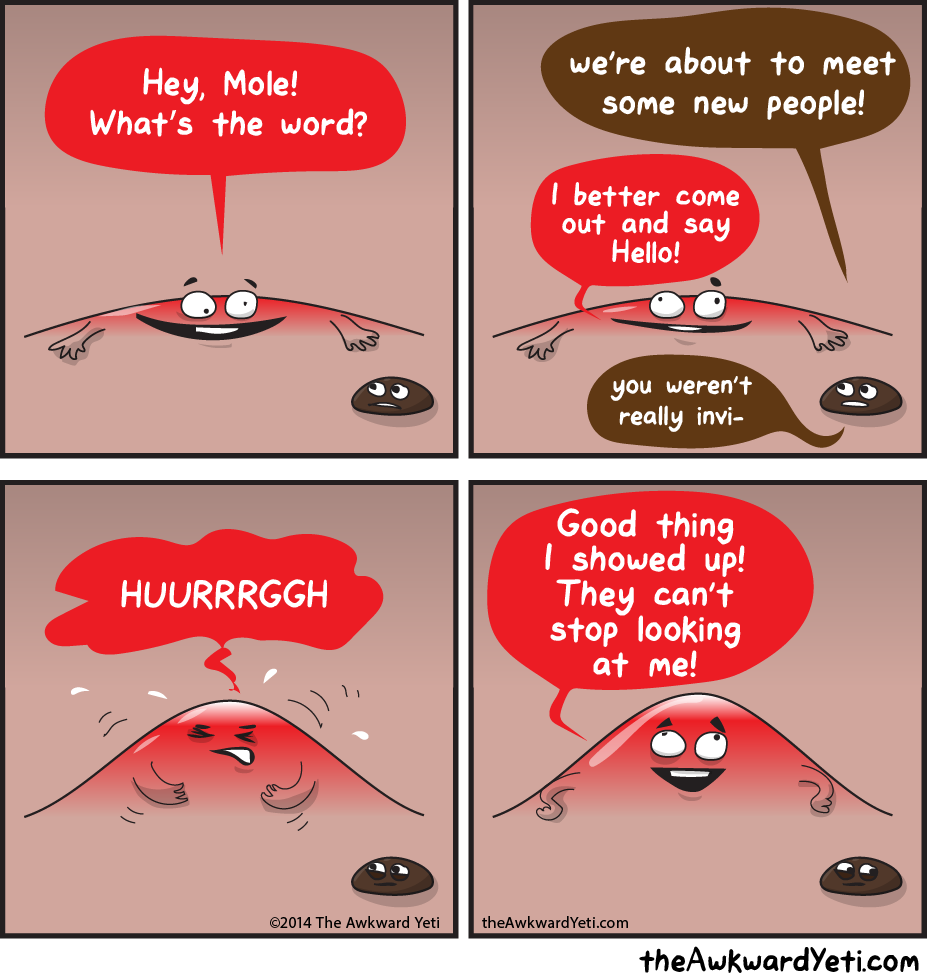 Hey, Mole!
What's the word?
we're about to meet
some new people!
I better come
out and say
Hello!
you weren't
really invi-
HUURRRGGH
Good thing
I showed up!
They can't
stop looking
at me!
©2014 The Awkward Yeti
theAwkwardYeti.com
theAwkwardYeti.com